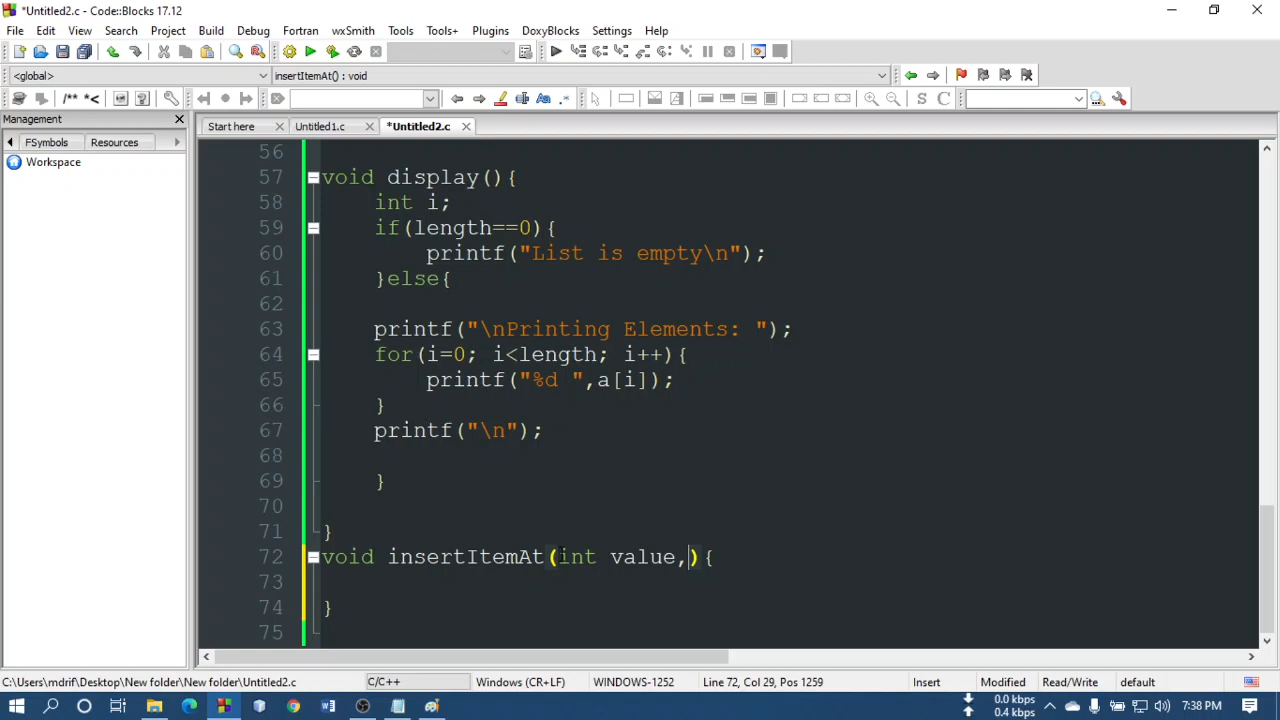 *Untitled2.c - Code::Blocks 17.12
File Edit View Search Project Build Debug Fortran wxSmith Tools Tools+ Plugins DoxyBlocks Settings Help
<global> insertItemAt() : void
/** *<
Management
FSymbols Resources
Workspace
Start here Untitled1.c *Untitled2.c
56
57 void display(){
58 int i;
59 if(length==0){
60 printf("List is empty\n");
61 }else{
62
63 printf("\nPrinting Elements: ");
64 for(i=0; i<length; i++){
65 printf("%d ",a[i]);
66 }
67 printf("\n");
68
69 }
70
71 }
72 void insertItemAt(int value,){
73
74 }
75
C:\Users\mdrif\Desktop\New folder\New folder\Untitled2.c C/C++ Windows (CR+LF) WINDOWS-1252 Line 72, Col 29, Pos 1259 Insert Modified Read/Write default
0.0 kbps
0.4 kbps
7:38 PM